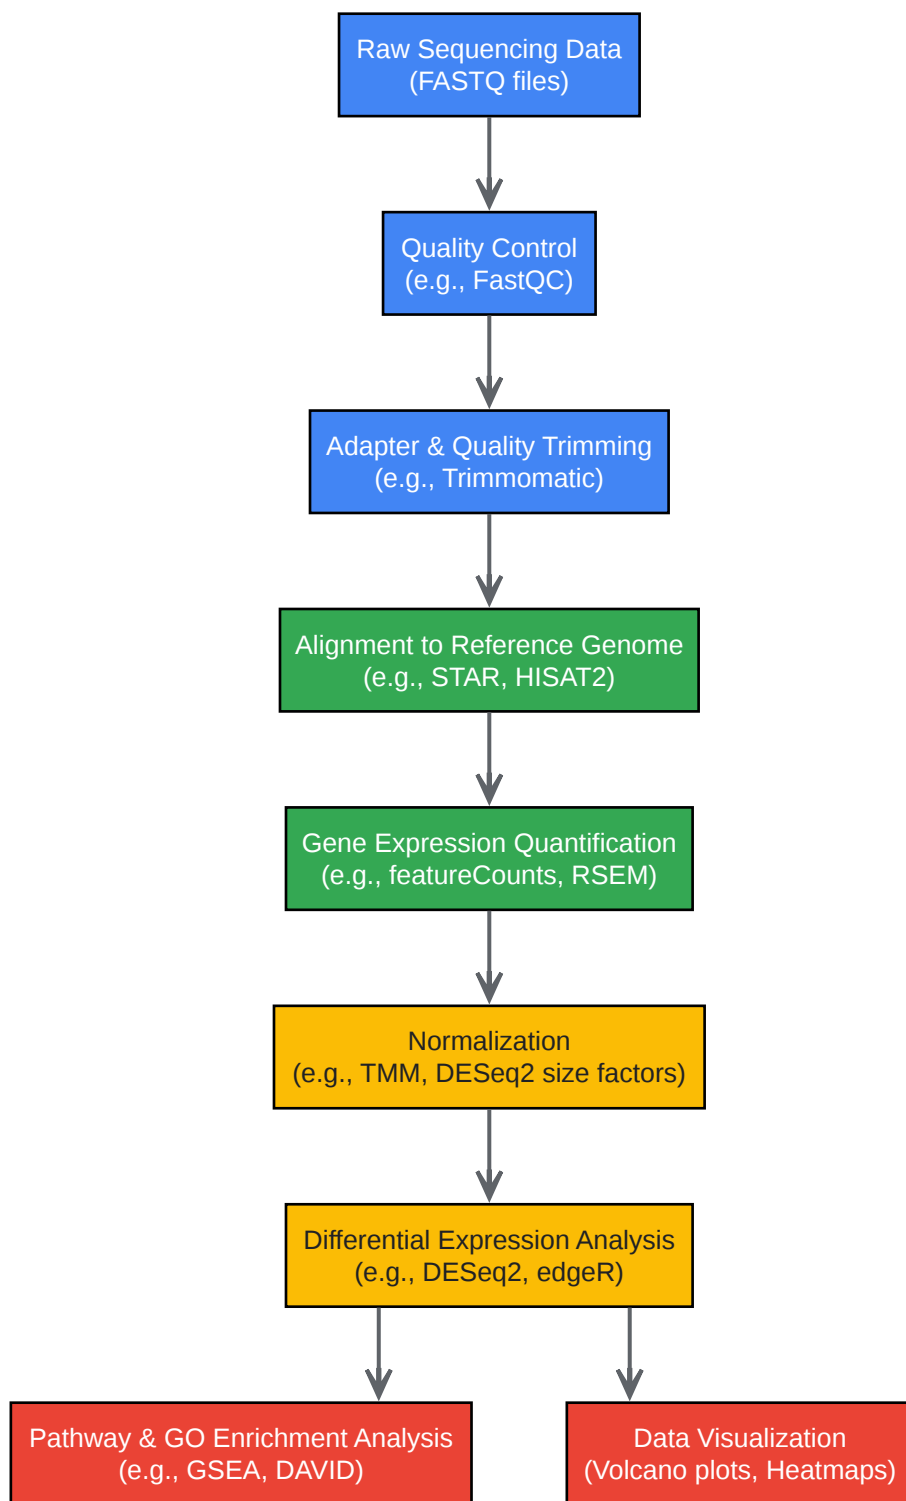 Raw Sequencing Data
(FASTQ files)
Quality Control
(e.g., FastQC)
Adapter & Quality Trimming
(e.g., Trimmomatic)
Alignment to Reference Genome
(e.g., STAR, HISAT2)
Gene Expression Quantification
(e.g., featureCounts, RSEM)
Normalization
(e.g., TMM, DESeq2 size factors)
Differential Expression Analysis
(e.g., DESeq2, edgeR)
Pathway & GO Enrichment Analysis
(e.g., GSEA, DAVID)
Data Visualization
(Volcano plots, Heatmaps)